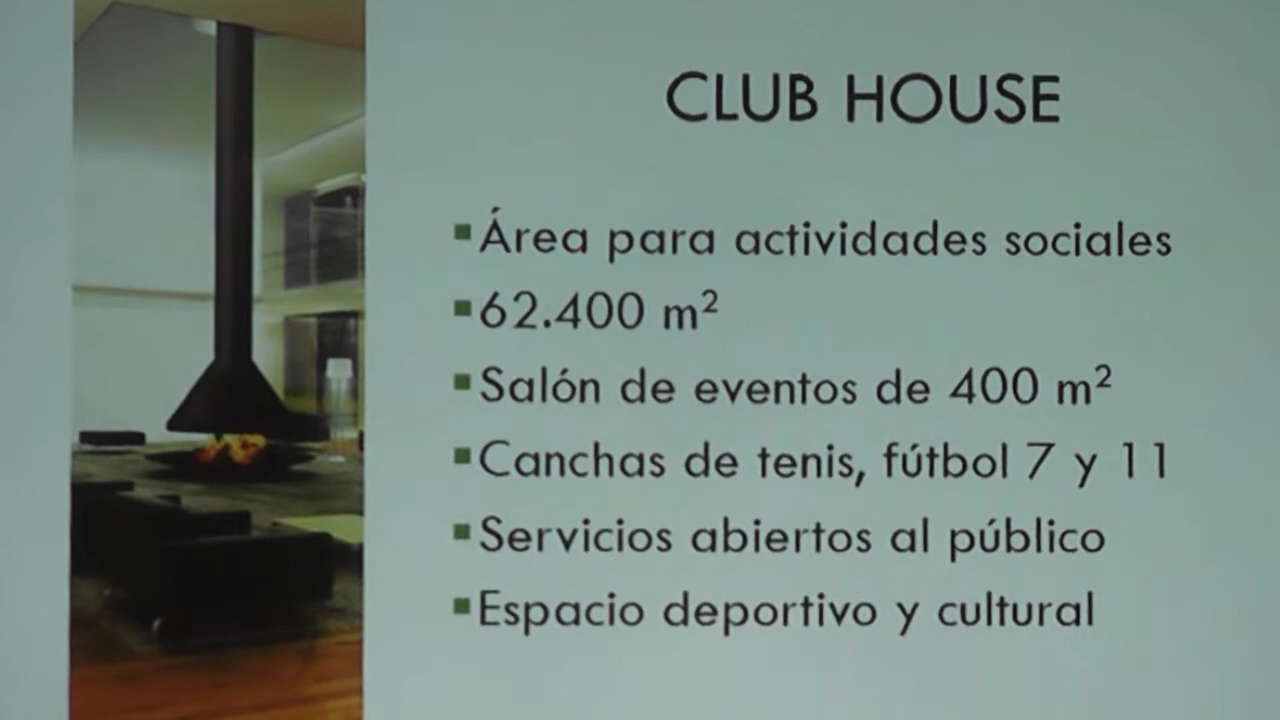 CLUB HOUSE
▪Área para actividades sociales
▪62.400 m²
▪Salón de eventos de 400 m²
▪Canchas de tenis, fútbol 7 y 11
▪Servicios abiertos al público
▪Espacio deportivo y cultural